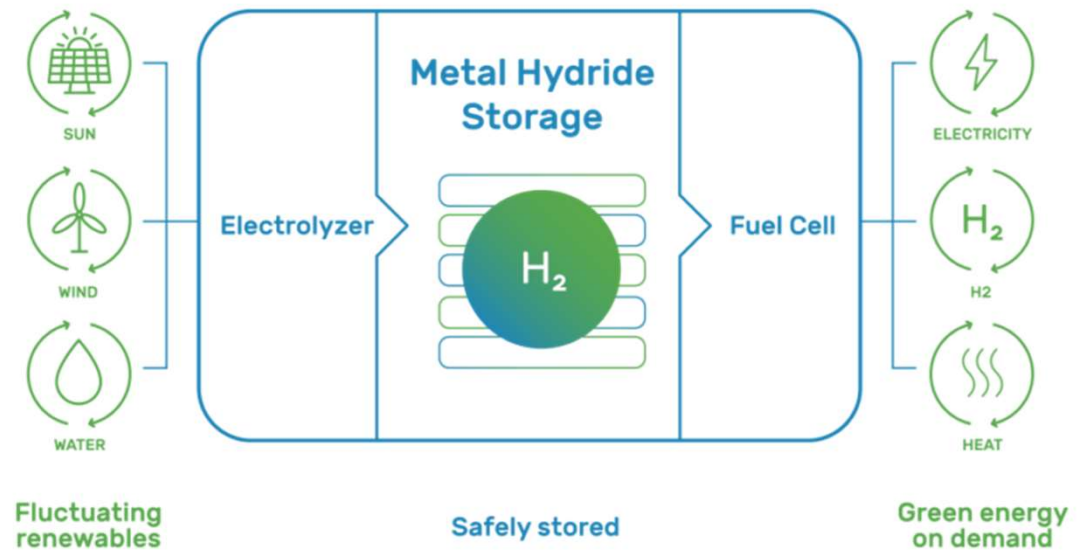 SUN
WIND
WATER
Fluctuating
renewables
Electrolyzer
Metal Hydride
Storage
H₂
Safely stored
Fuel Cell
ELECTRICITY
H₂
H2
HEAT
Green energy
on demand